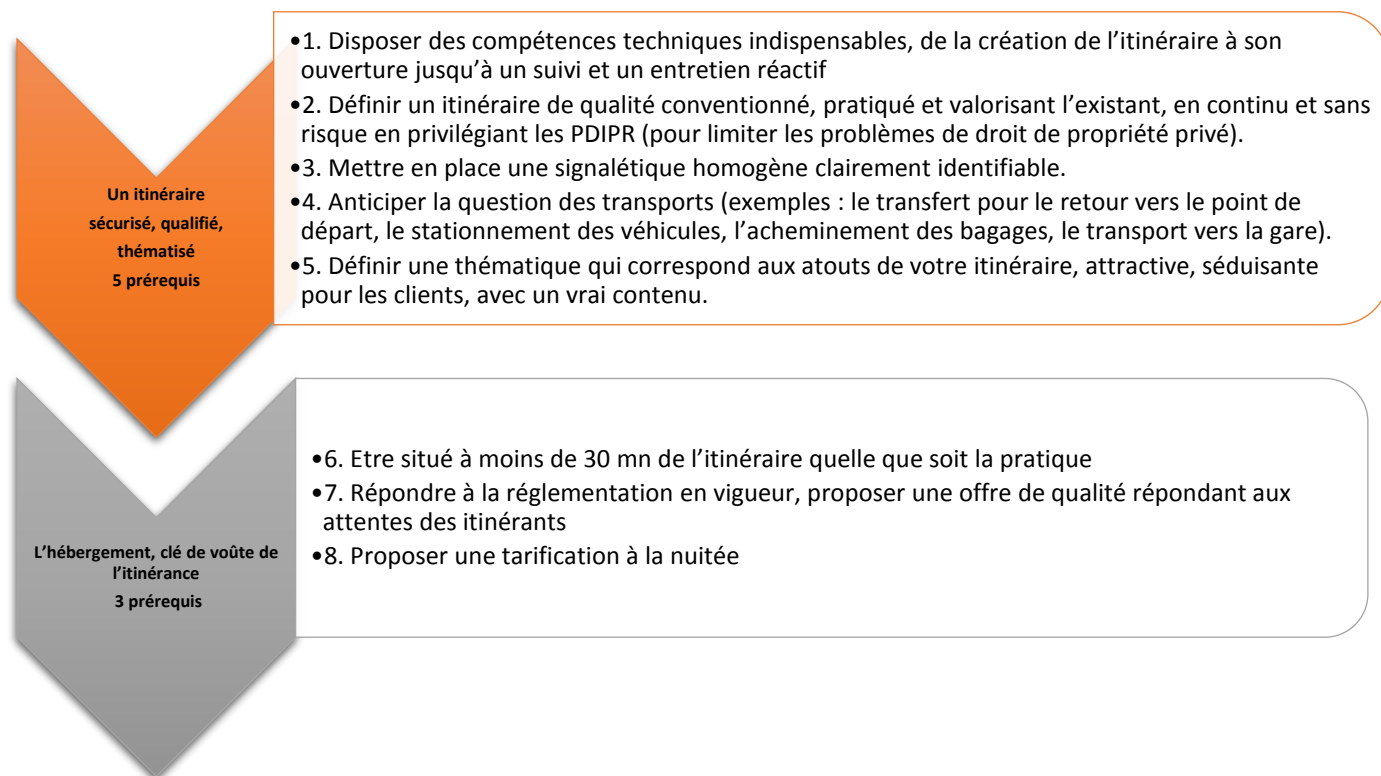 Un itinéraire
sécurisé, qualifié,
thématisé
5 prérequis
•1. Disposer des compétences techniques indispensables, de la création de l’itinéraire à son
ouverture jusqu’à un suivi et un entretien réactif
•2. Définir un itinéraire de qualité conventionné, pratiqué et valorisant l’existant, en continu et sans
risque en privilégiant les PDIPR (pour limiter les problèmes de droit de propriété privé).
•3. Mettre en place une signalétique homogène clairement identifiable.
•4. Anticiper la question des transports (exemples : le transfert pour le retour vers le point de
départ, le stationnement des véhicules, l’acheminement des bagages, le transport vers la gare).
•5. Définir une thématique qui correspond aux atouts de votre itinéraire, attractive, séduisante
pour les clients, avec un vrai contenu.
L’hébergement, clé de voûte de
l’itinérance
3 prérequis
•6. Etre situé à moins de 30 mn de l’itinéraire quelle que soit la pratique
•7. Répondre à la réglementation en vigueur, proposer une offre de qualité répondant aux
attentes des itinérants
•8. Proposer une tarification à la nuitée